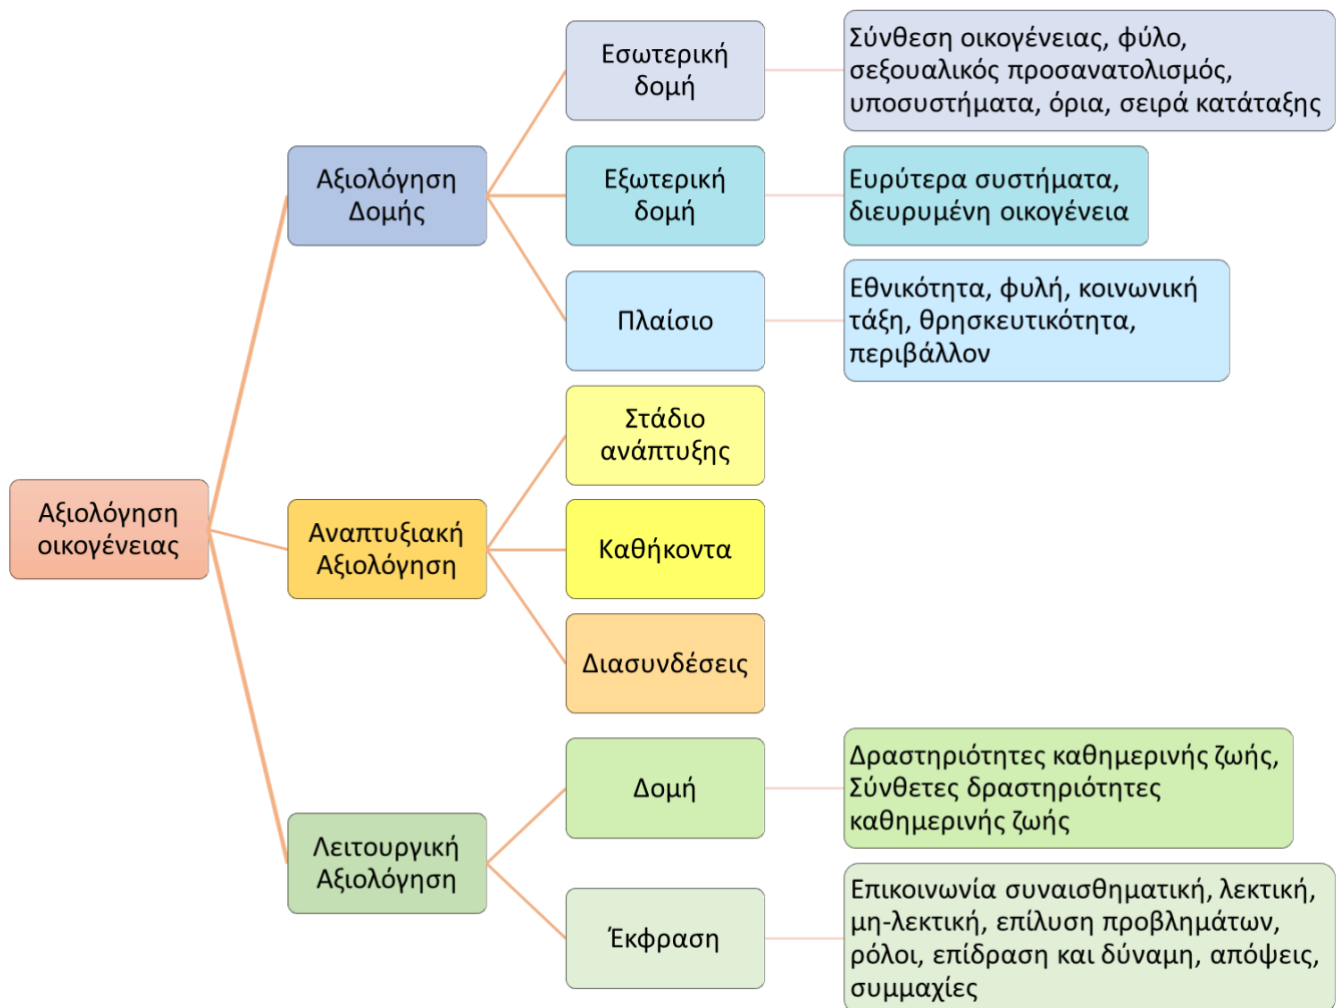 Αξιολόγηση
οικογένειας
Αξιολόγηση
Δομής
Εσωτερική
δομή
Σύνθεση οικογένειας, φύλο,
σεξουαλικός προσανατολισμός,
υποσυστήματα, όρια, σειρά κατάταξης
Εξωτερική
δομή
Ευρύτερα συστήματα,
διευρυμένη οικογένεια
Πλαίσιο
Εθνικότητα, φυλή, κοινωνική
τάξη, θρησκευτικότητα,
περιβάλλον
Αναπτυξιακή
Αξιολόγηση
Στάδιο
ανάπτυξης
Καθήκοντα
Διασυνδέσεις
Λειτουργική
Αξιολόγηση
Δομή
Δραστηριότητες καθημερινής ζωής,
Σύνθετες δραστηριότητες
καθημερινής ζωής
Έκφραση
Επικοινωνία συναισθηματική, λεκτική,
μη-λεκτική, επίλυση προβλημάτων,
ρόλοι, επίδραση και δύναμη, απόψεις,
συμμαχίες